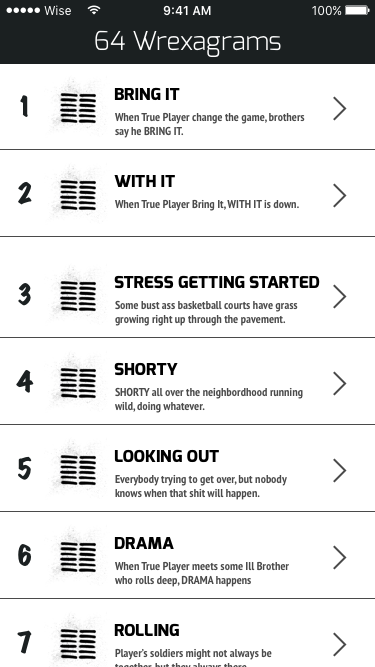 Wise 9:41 AM 100%
64 Wrexagrams
1
BRING IT
When True Player change the game, brothers
say he BRING IT.
2
WITH IT
When True Player Bring It, WITH IT is down.
3
STRESS GETTING STARTED
Some bust ass basketball courts have grass
growing right up through the pavement.
4
SHORTY
SHORTY all over the neighbordhood running
wild, doing whatever.
5
LOOKING OUT
Everybody trying to get over, but nobody
knows when that shit will happen.
6
DRAMA
When True Player meets some Ill Brother
who rolls deep, DRAMA happens
7
ROLLING
Player's soldiers might not always be
together, but they always there